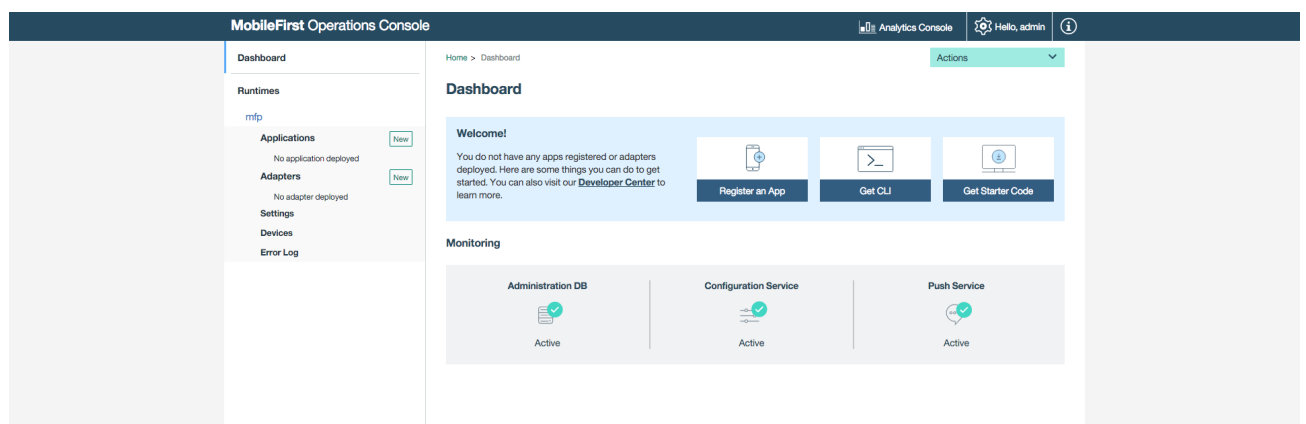 MobileFirst Operations Console
Analytics Console
Hello, admin
Dashboard
Runtimes
mfp
Applications
New
No application deployed
Adapters
New
No adapter deployed
Settings
Devices
Error Log
Home > Dashboard
Actions
Dashboard
Welcome!
You do not have any apps registered or adapters
deployed. Here are some things you can do to get
started. You can also visit our Developer Center to
learn more.
Register an App
Get CLI
Get Starter Code
Monitoring
Administration DB
Active
Configuration Service
Active
Push Service
Active